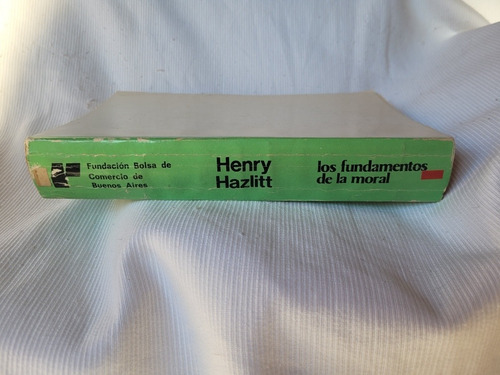 Fundación Bolsa de
Comercio de
Buenos Aires
Henry
Hazlitt
los fundamentos
de la moral